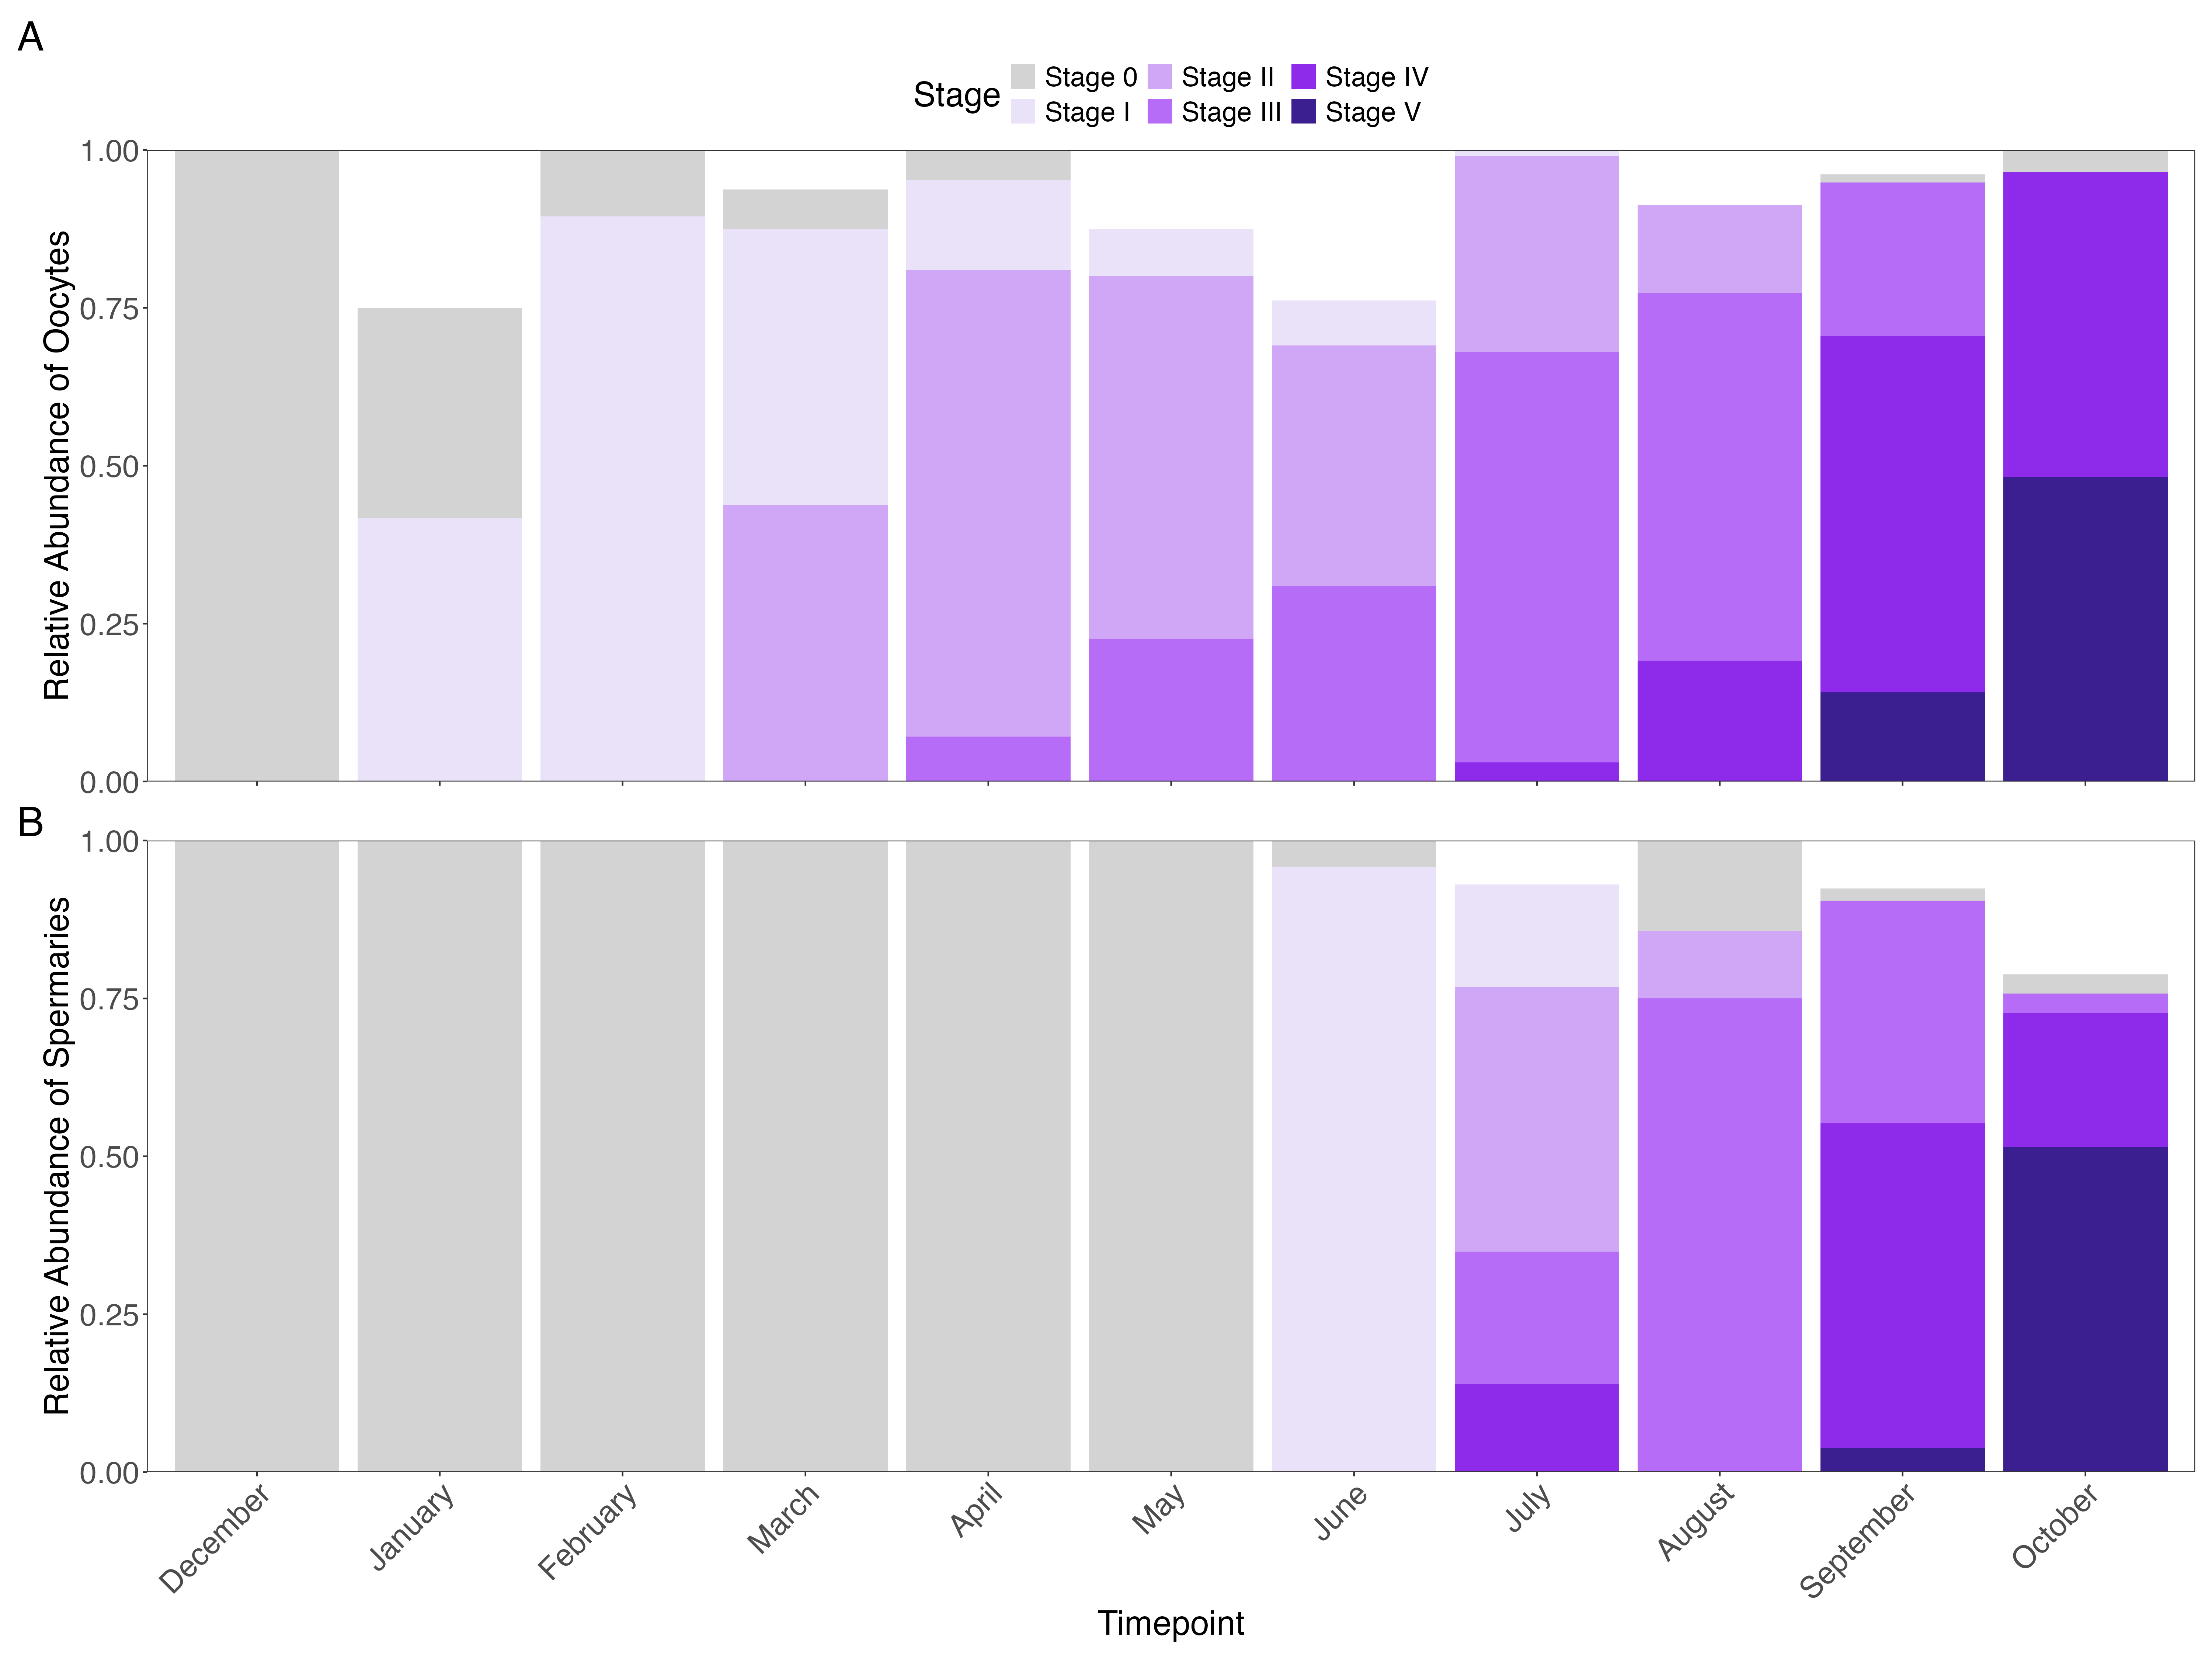 A
Stage
Stage 0
Stage II
Stage IV
Stage I
Stage III
Stage V
Relative Abundance of Oocytes
1.00
0.75
0.50
0.25
0.00
B
Relative Abundance of Spermaries
1.00
0.75
0.50
0.25
0.00
December
January
February
March
April
May
June
July
August
September
October
Timepoint